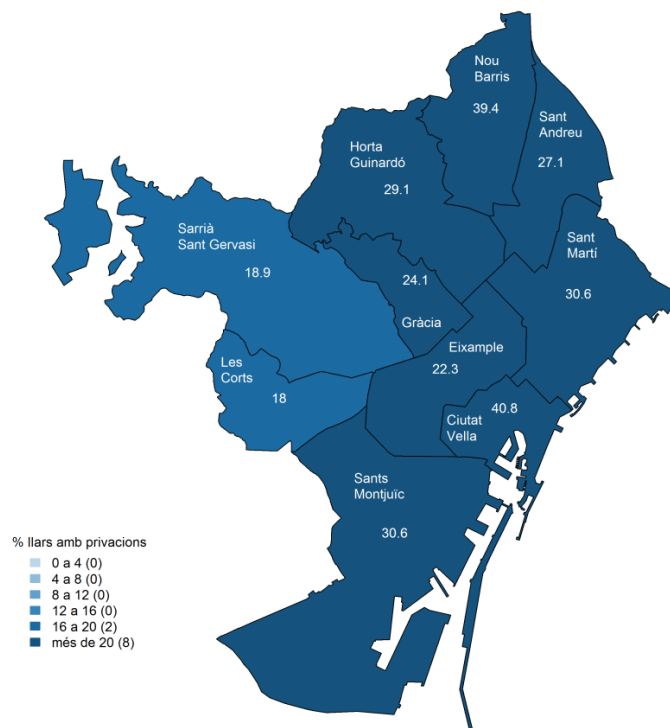 Nou
Barris
39.4
Sant
Andreu
27.1
Horta
Guinardó
29.1
Sarrià
Sant Gervasi
18.9
Sant
Martí
30.6
24.1
Gràcia
Eixample
22.3
Les
Corts
18
40.8
Ciutat
Vella
Sants
Montjuïc
30.6
% llars amb privacions
0 a 4 (0)
4 a 8 (0)
8 a 12 (0)
12 a 16 (0)
16 a 20 (2)
més de 20 (8)